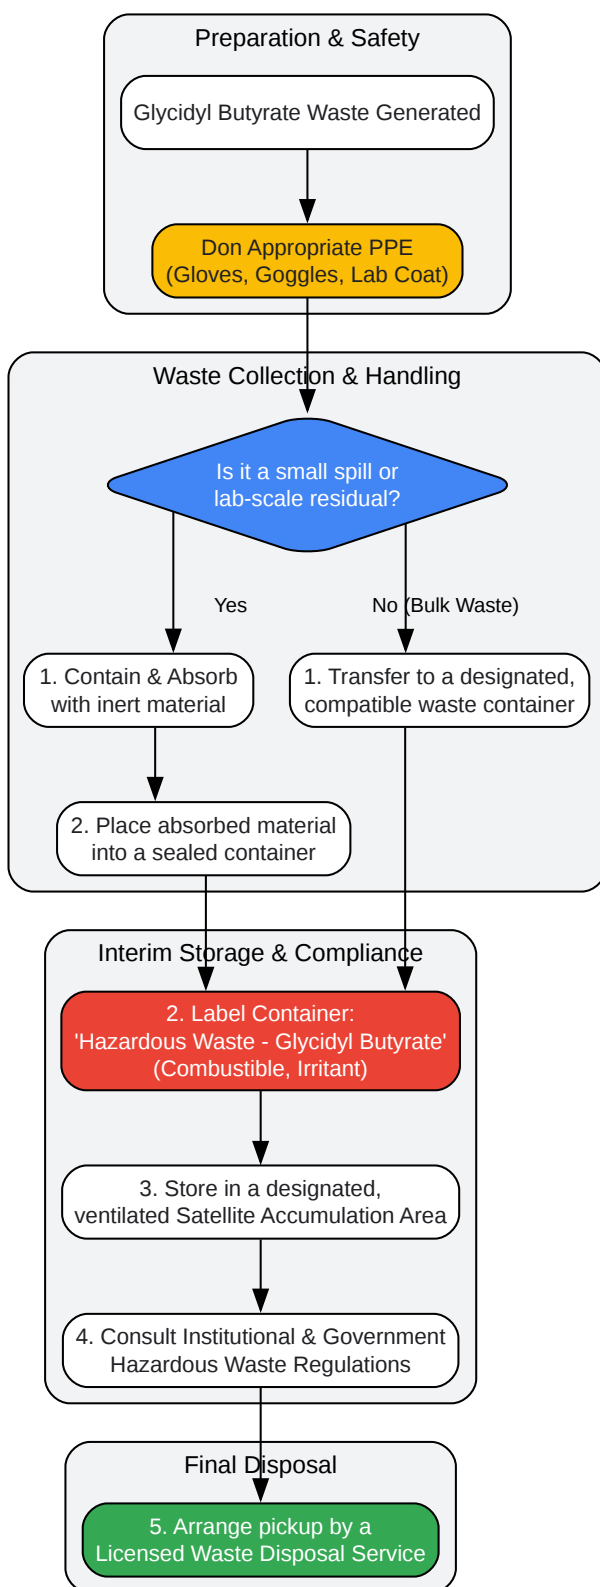 Preparation & Safety
Glycidyl Butyrate Waste Generated
Don Appropriate PPE
(Gloves, Goggles, Lab Coat)
Waste Collection & Handling
Is it a small spill or
lab-scale residual?
Yes
No (Bulk Waste)
1. Contain & Absorb
with inert material
1. Transfer to a designated,
compatible waste container
2. Place absorbed material
into a sealed container
Interim Storage & Compliance
2. Label Container:
'Hazardous Waste - Glycidyl Butyrate'
(Combustible, Irritant)
3. Store in a designated,
ventilated Satellite Accumulation Area
4. Consult Institutional & Government
Hazardous Waste Regulations
Final Disposal
5. Arrange pickup by a
Licensed Waste Disposal Service